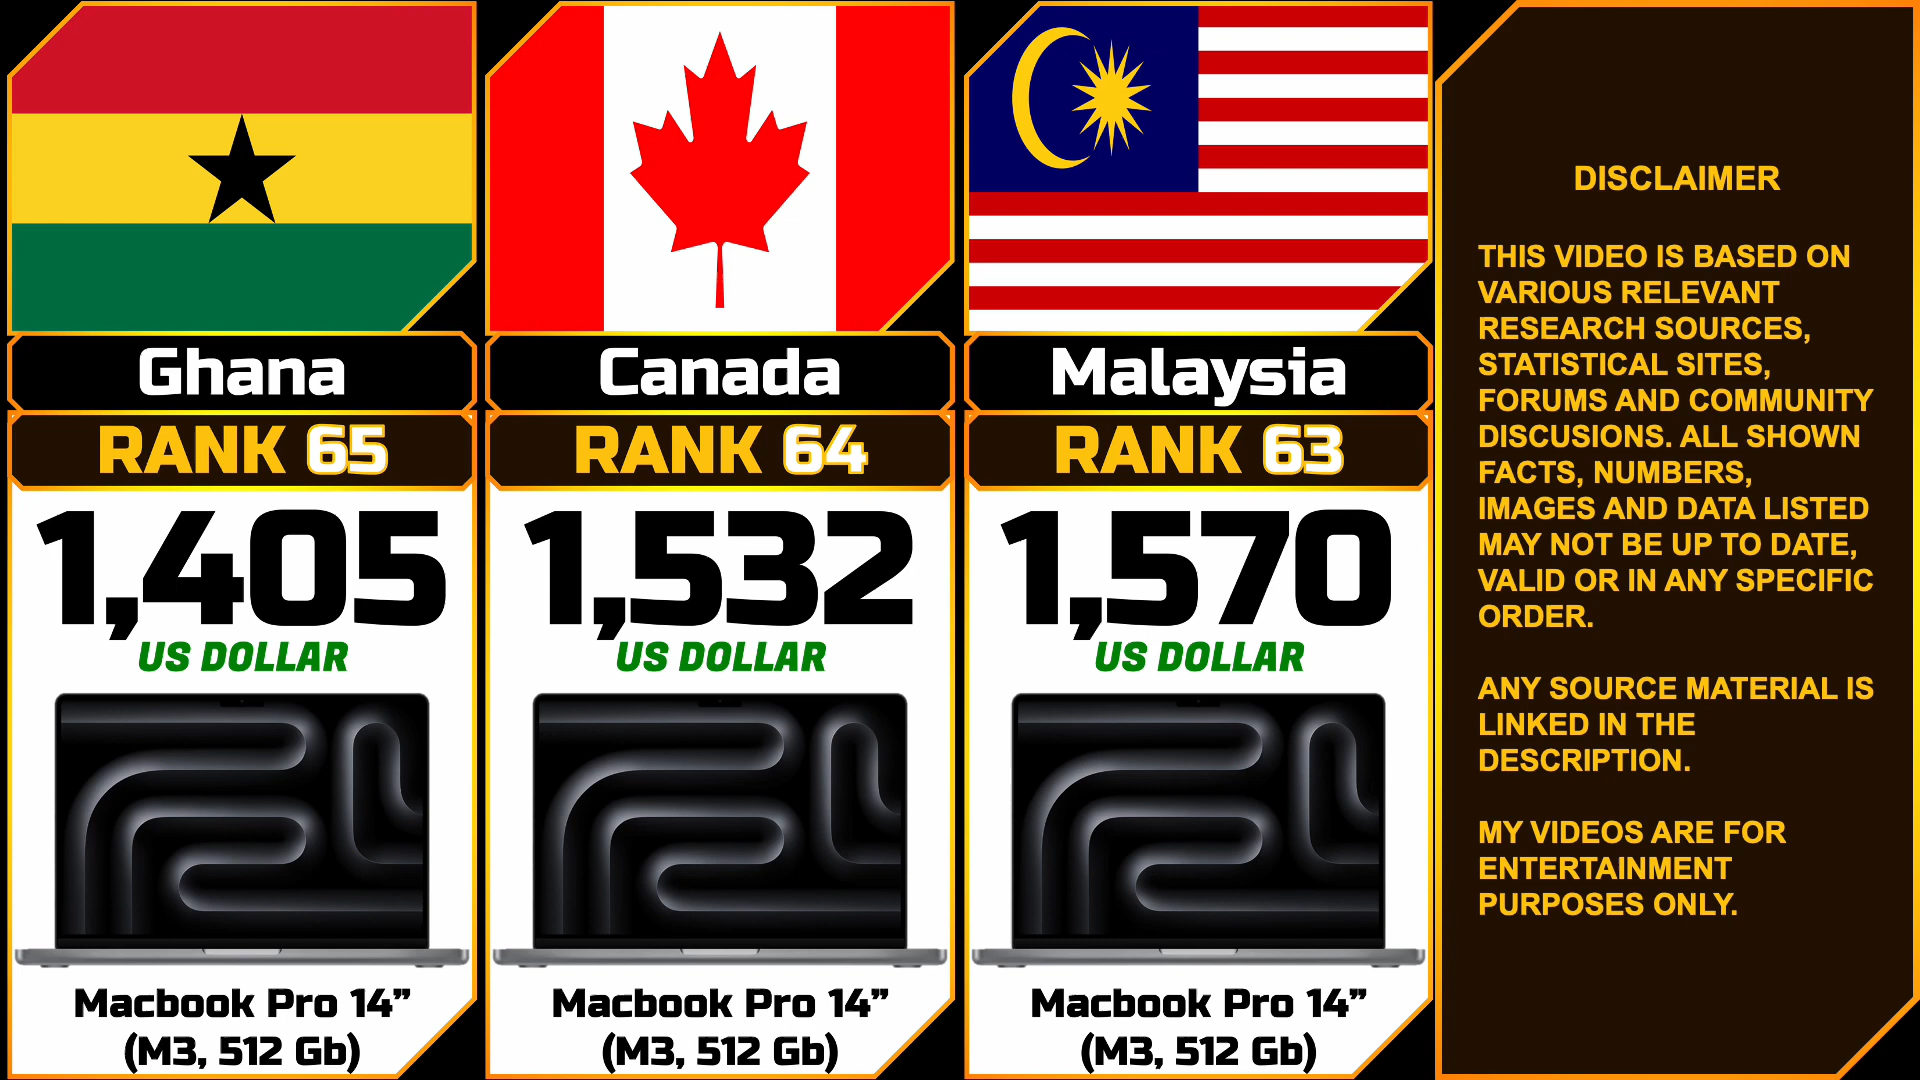 Ghana
RANK 65
1,405
US DOLLAR
Macbook Pro 14”
(M3, 512 Gb)
Canada
RANK 64
1,532
US DOLLAR
Macbook Pro 14”
(M3, 512 Gb)
Malaysia
RANK 63
1,570
US DOLLAR
Macbook Pro 14”
(M3, 512 Gb)
DISCLAIMER
THIS VIDEO IS BASED ON
VARIOUS RELEVANT
RESEARCH SOURCES,
STATISTICAL SITES,
FORUMS AND COMMUNITY
DISCUSIONS. ALL SHOWN
FACTS, NUMBERS,
IMAGES AND DATA LISTED
MAY NOT BE UP TO DATE,
VALID OR IN ANY SPECIFIC
ORDER.
ANY SOURCE MATERIAL IS
LINKED IN THE
DESCRIPTION.
MY VIDEOS ARE FOR
ENTERTAINMENT
PURPOSES ONLY.